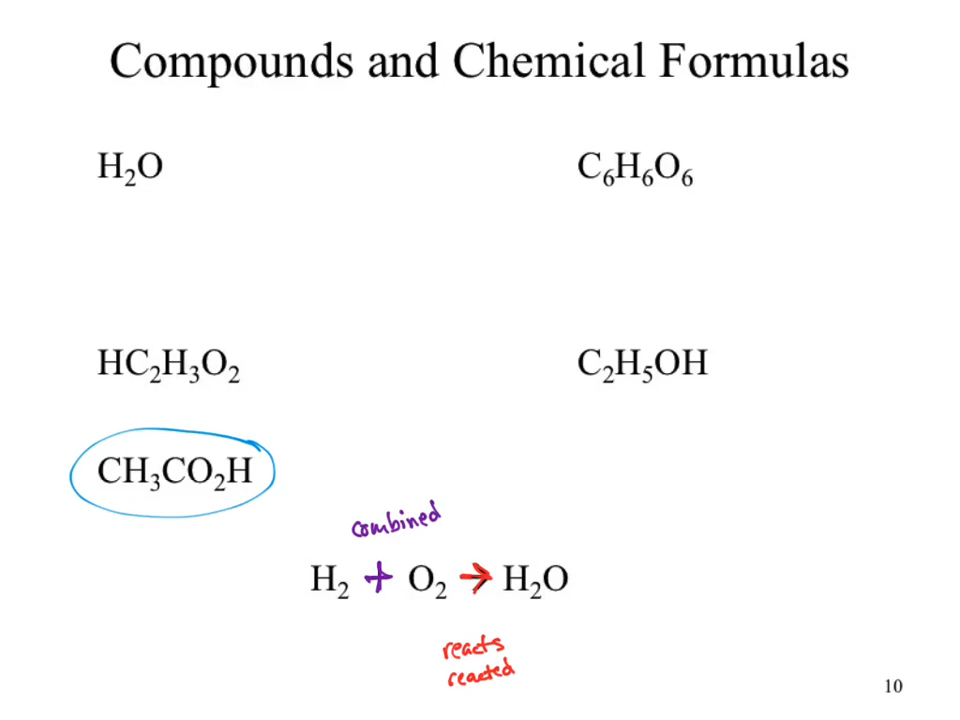 Compounds and Chemical Formulas
H₂O
C₆H₆O₆
HC₂H₃O₂
C₂H₅OH
CH₃CO₂H
combined
H₂ + O₂ → H₂O
reacts
reacted
10